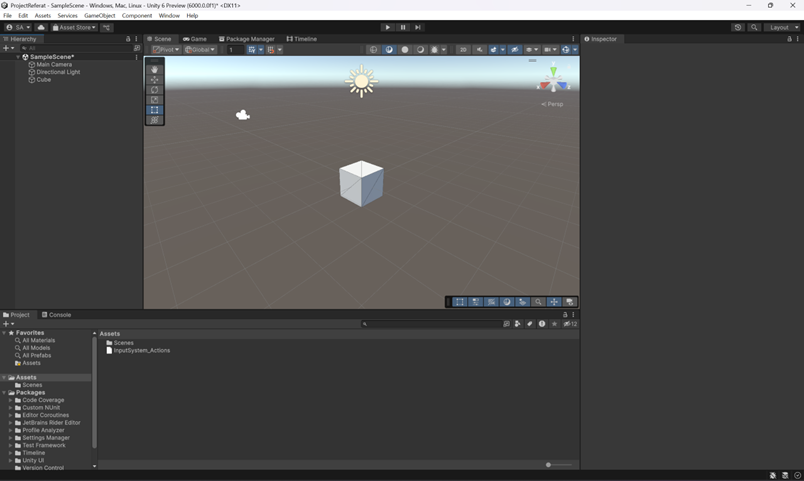 ProjectReferat - SampleScene - Windows, Mac, Linux - Unity 6 Preview (6000.0.0f1)* <DX11>
File Edit Assets Services GameObject Component Window Help
SA Asset Store Layout
Hierarchy
Scene Game Package Manager Timeline
Inspector
All
Pivot Global 1 2D
SampleScene*
Main Camera
Directional Light
Cube
Persp
Project Console
12
Favorites
All Materials
All Models
All Prefabs
Assets
Assets
Scenes
Packages
Code Coverage
Custom NUnit
Editor Coroutines
JetBrains Rider Editor
Profile Analyzer
Settings Manager
Test Framework
Timeline
Unity UI
Version Control
Assets
Scenes
InputSystem_Actions